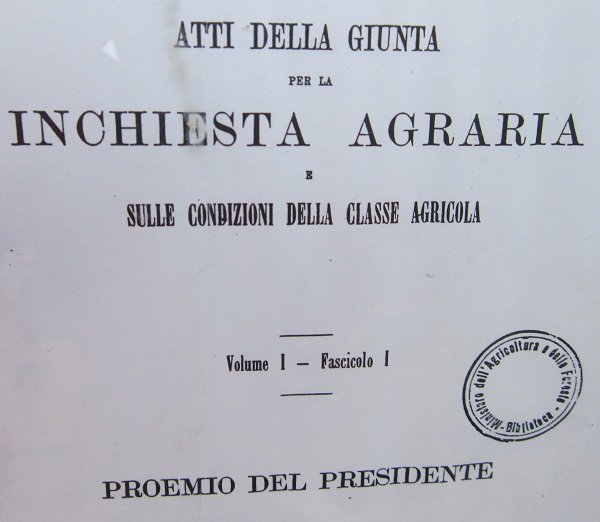 ATTI DELLA GIUNTA
PER LA
INCHIESTA AGRARIA
E
SULLE CONDIZIONI DELLA CLASSE AGRICOLA
Volume I — Fascicolo I
Ministero dell'Agricoltura e delle Foreste
- Biblioteca -
PROEMIO DEL PRESIDENTE